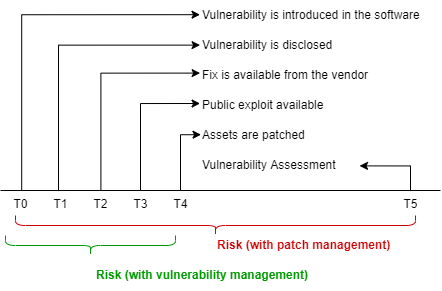 Vulnerability is introduced in the software
Vulnerability is disclosed
Fix is available from the vendor
Public exploit available
Assets are patched
Vulnerability Assessment
T0 T1 T2 T3 T4 T5
Risk (with patch management)
Risk (with vulnerability management)